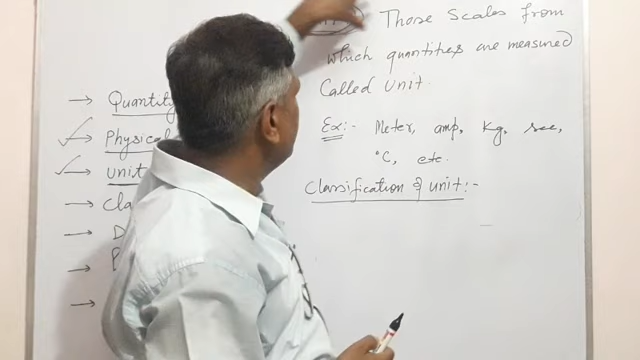 Those Scales from
which quantities are measured
Called Unit.
Ex:- Meter, amp, Kg, sec,
°C, etc.
Classification of unit:-
→ Quantity
→ Physical
→ unit
→ Cla
→ D
→
→